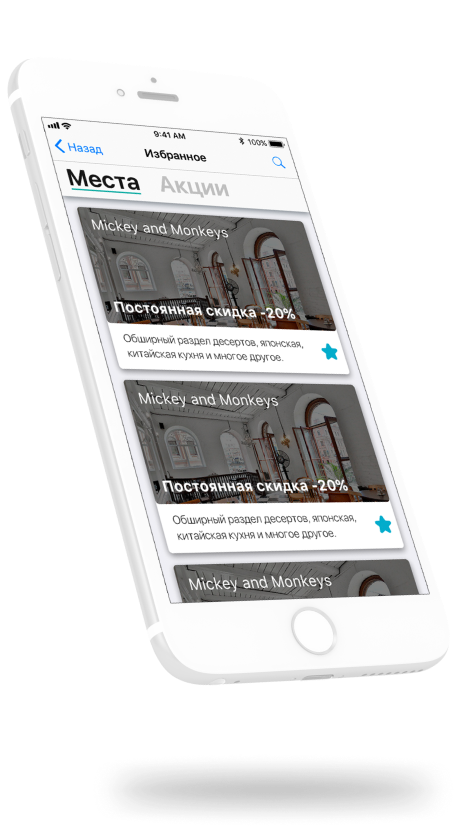 9:41 AM
100%
Назад
Избранное
Места Акции
Mickey and Monkeys
Постоянная скидка -20%
Обширный раздел десертов, японская,
китайская кухня и многое другое.
Mickey and Monkeys
Постоянная скидка -20%
Обширный раздел десертов, японская,
китайская кухня и многое другое.
Mickey and Monkeys